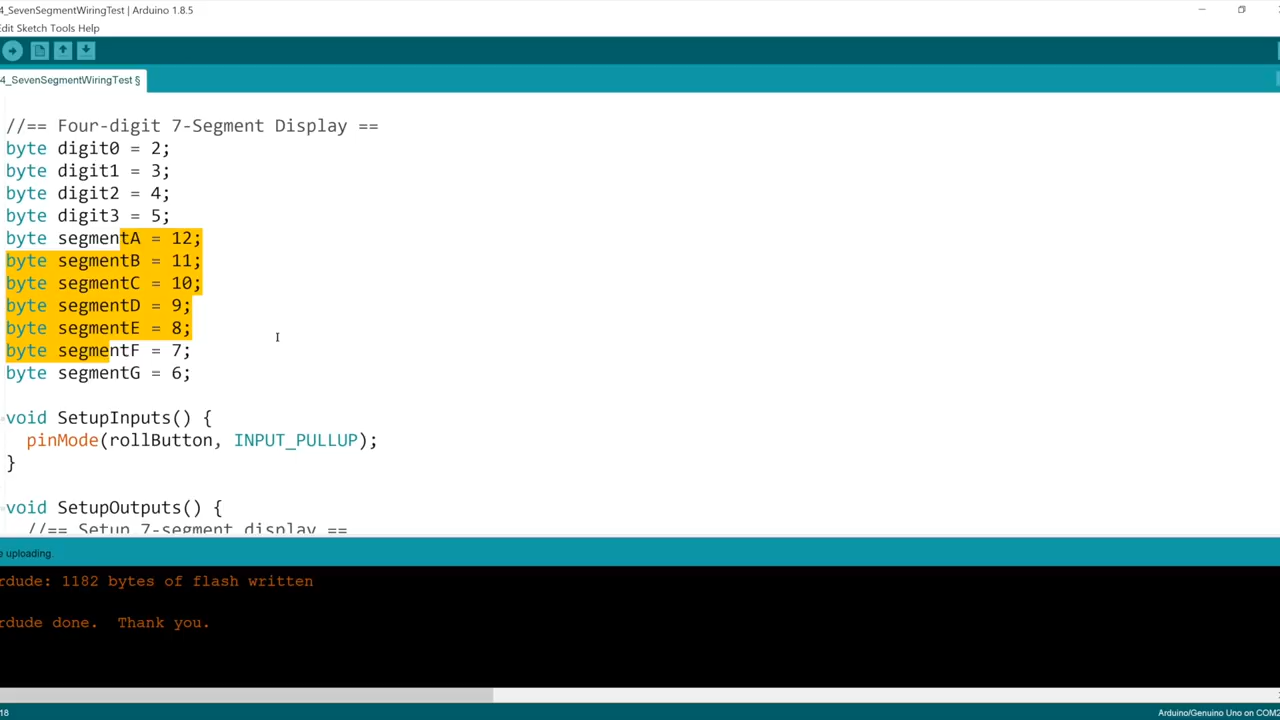 4_SevenSegmentWiringTest | Arduino 1.8.5
Edit Sketch Tools Help
4_SevenSegmentWiringTest §
//== Four-digit 7-Segment Display ==
byte digit0 = 2;
byte digit1 = 3;
byte digit2 = 4;
byte digit3 = 5;
byte segmentA = 12;
byte segmentB = 11;
byte segmentC = 10;
byte segmentD = 9;
byte segmentE = 8;
byte segmentF = 7;
byte segmentG = 6;
void SetupInputs() {
pinMode(rollButton, INPUT_PULLUP);
}
void SetupOutputs() {
//== Setup 7-segment display ==
e uploading.
rdude: 1182 bytes of flash written
rdude done.  Thank you.
18
Arduino/Genuino Uno on COM2